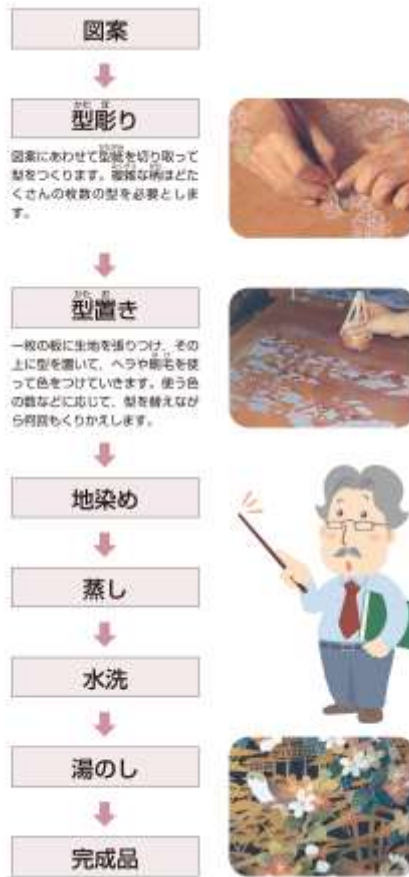 図案
かた ほ
型彫り
図案にあわせて型紙を切り取って
型をつくります。複雑な柄ほどた
くさんの枚数の型を必要としま
す。
かた お
型置き
一枚の板に生地を張りつけ、その
上に型を置いて、ヘラや刷毛を使
って色をつけていきます。使う色
の数などに応じて、型を替えなが
ら何回もくりかえします。
地染め
蒸し
水洗
湯のし
完成品